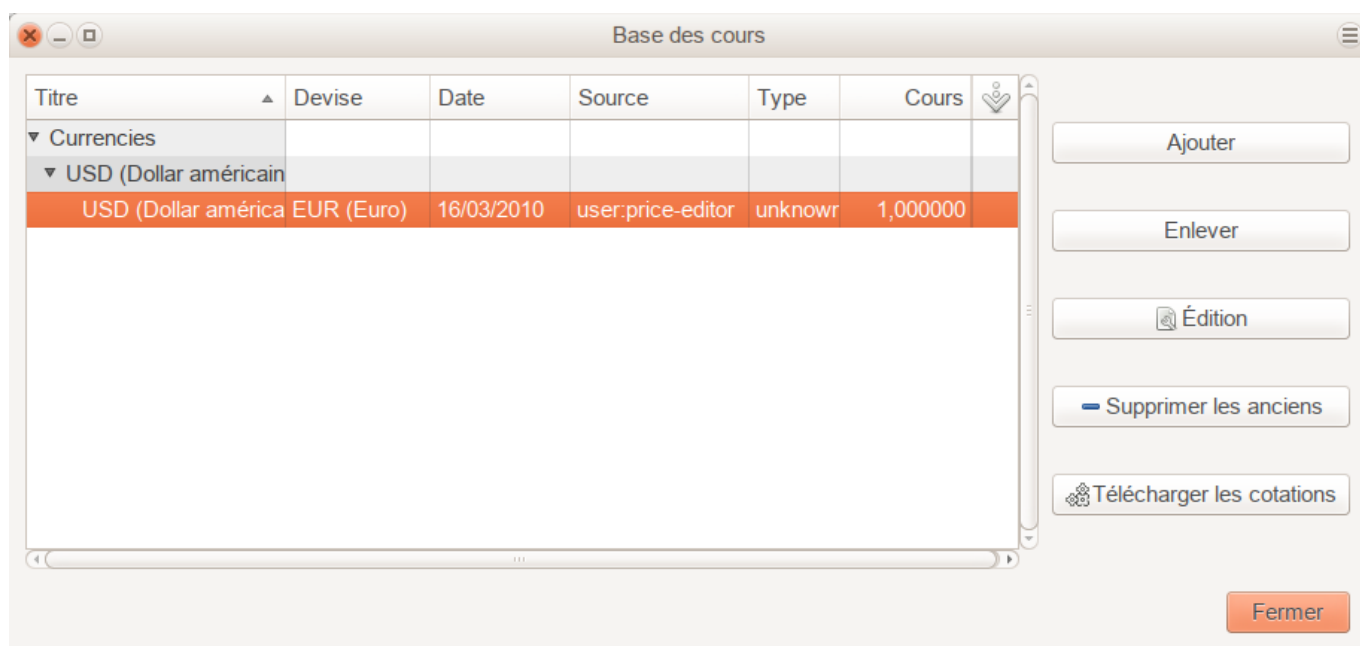 Base des cours
Titre Devise Date Source Type Cours
Currencies
USD (Dollar américain
USD (Dollar américa EUR (Euro) 16/03/2010 user:price-editor unknowr 1,000000
Ajouter
Enlever
Édition
Supprimer les anciens
Télécharger les cotations
Fermer